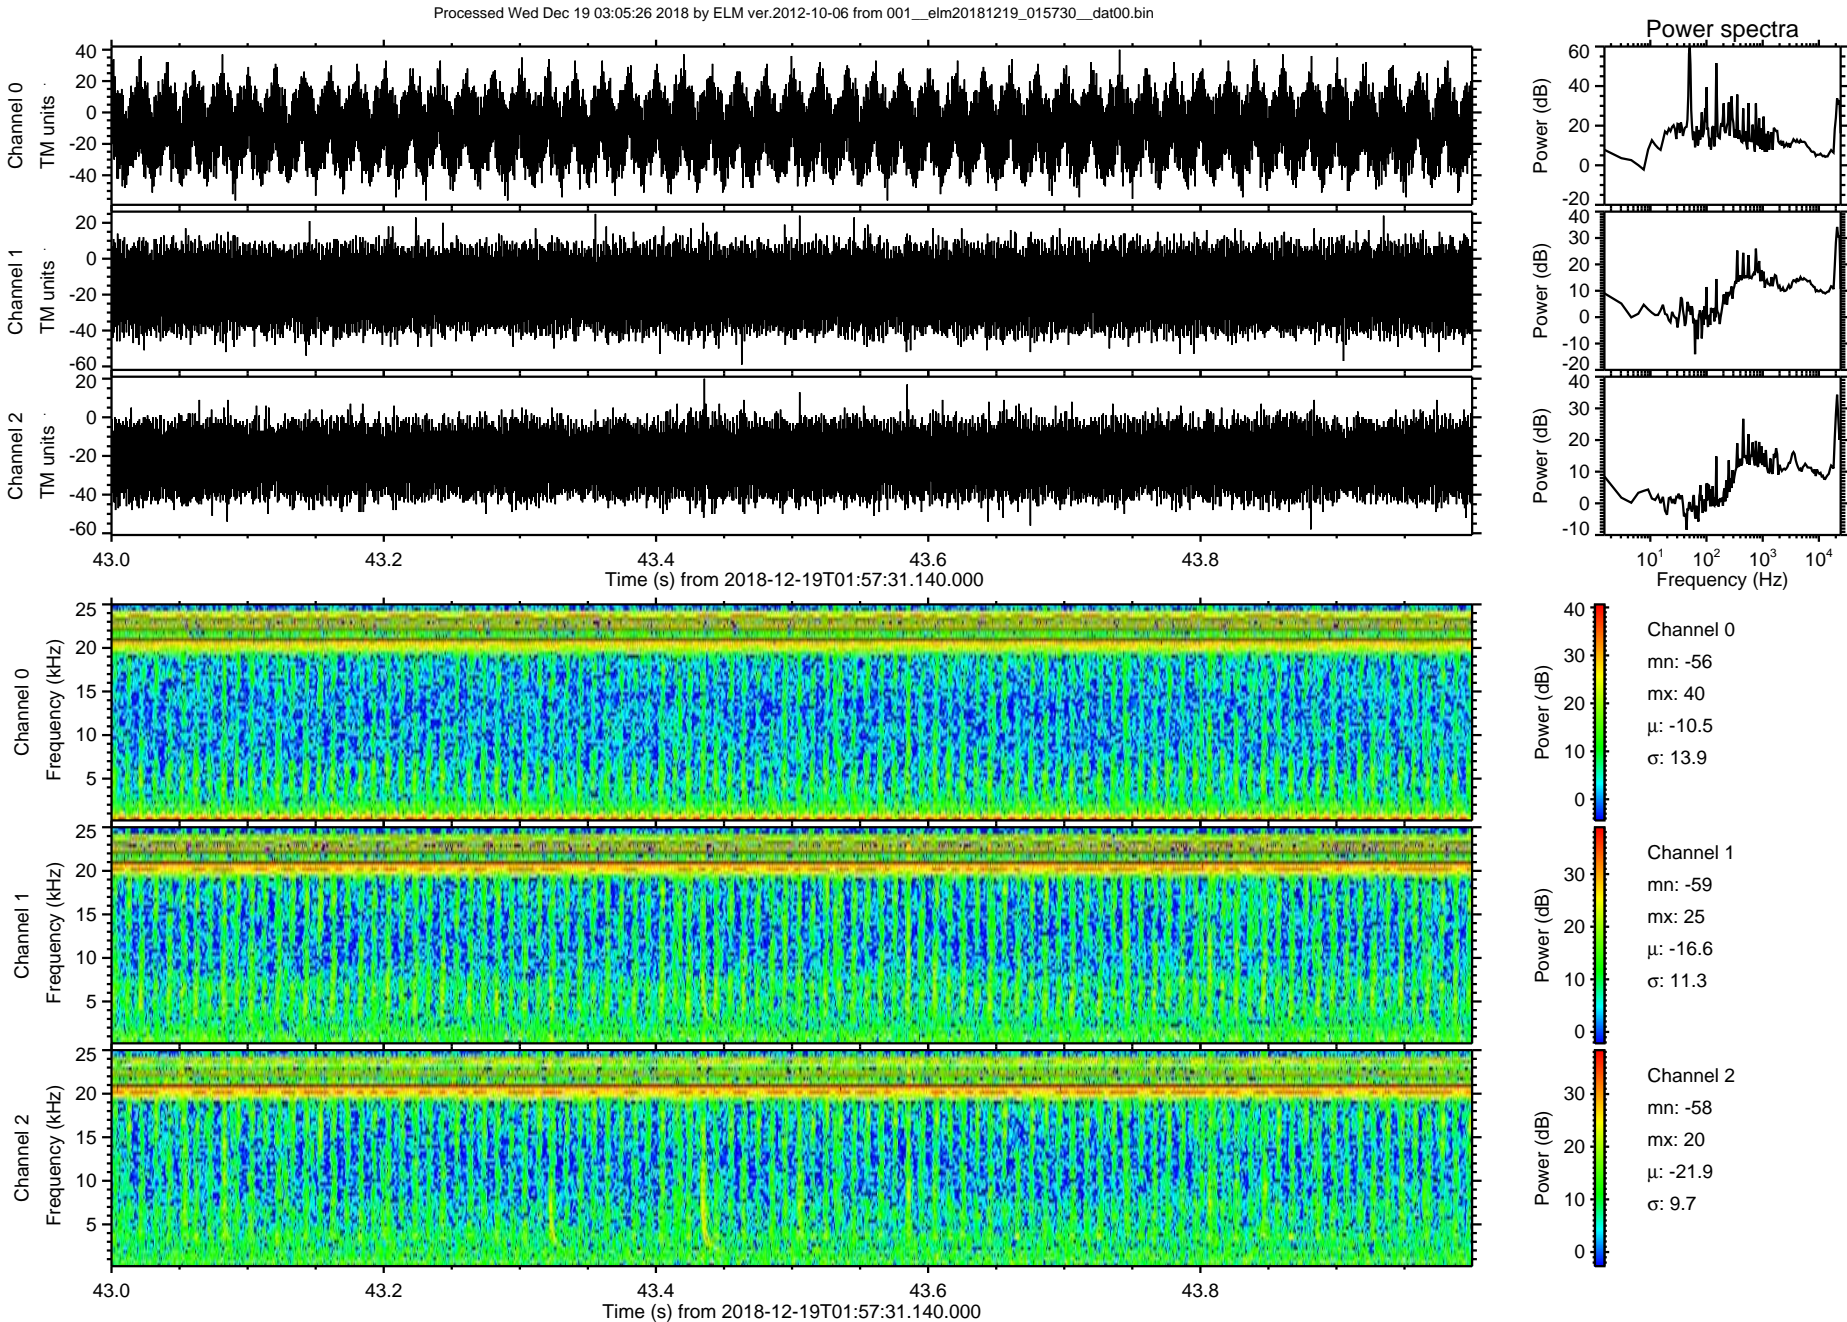 Processed Wed Dec 19 03:05:26 2018 by ELM ver.2012-10-06 from 001__elm20181219_015730__dat00.bin
Power spectra
Channel 0
TM units
40
20
0
-20
-40
Power (dB)
60
40
20
0
-20
Channel 1
TM units
20
0
-20
-40
-60
Power (dB)
40
30
20
10
0
-10
-20
Channel 2
TM units
20
0
-20
-40
-60
Power (dB)
40
30
20
10
0
-10
43.0 43.2 43.4 43.6 43.8
Time (s) from 2018-12-19T01:57:31.140.000
10^1 10^2 10^3 10^4
Frequency (Hz)
Channel 0
Frequency (kHz)
25
20
15
10
5
Power (dB)
40
30
20
10
0
Channel 0
mn: -56
mx: 40
μ: -10.5
σ: 13.9
Channel 1
Frequency (kHz)
25
20
15
10
5
Power (dB)
30
20
10
0
Channel 1
mn: -59
mx: 25
μ: -16.6
σ: 11.3
Channel 2
Frequency (kHz)
25
20
15
10
5
Power (dB)
30
20
10
0
Channel 2
mn: -58
mx: 20
μ: -21.9
σ: 9.7
43.0 43.2 43.4 43.6 43.8
Time (s) from 2018-12-19T01:57:31.140.000